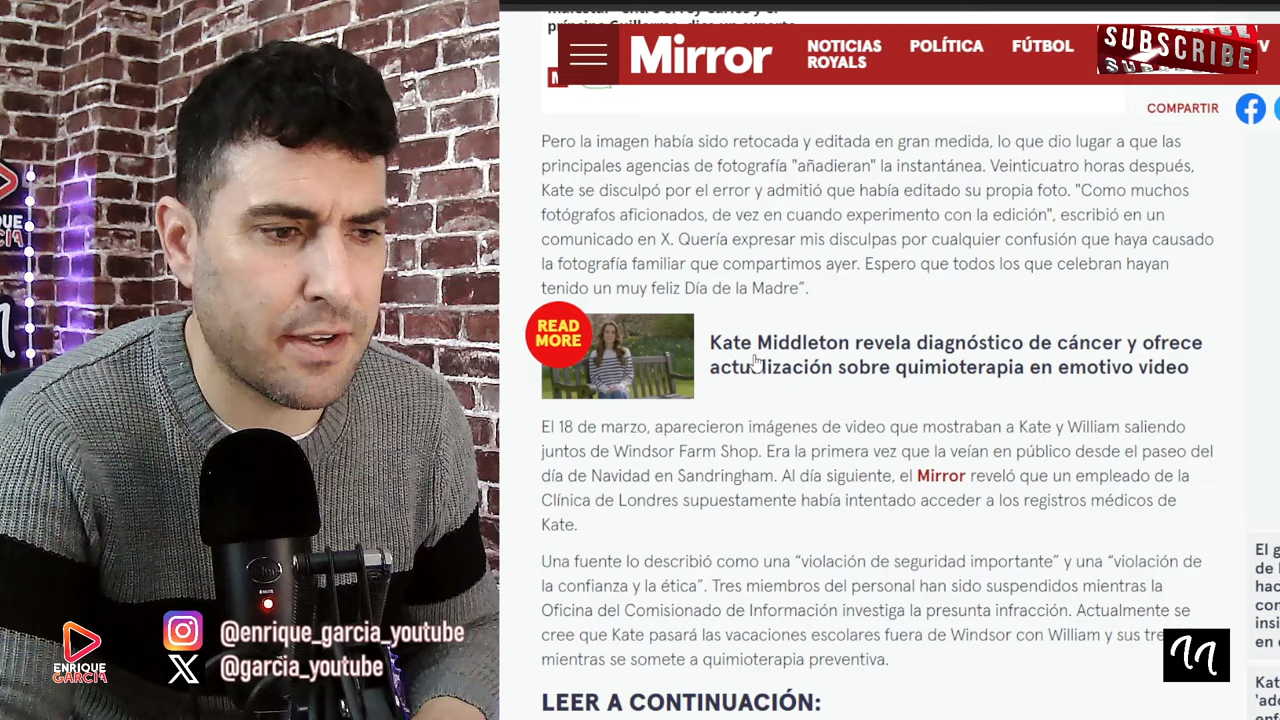 príncipe Guillermo, dice un experto
Mirror
NOTICIAS
ROYALS
POLÍTICA
FÚTBOL
SUBSCRIBE
COMPARTIR
Pero la imagen había sido retocada y editada en gran medida, lo que dio lugar a que las
principales agencias de fotografía "añadieran" la instantánea. Veinticuatro horas después,
Kate se disculpó por el error y admitió que había editado su propia foto. "Como muchos
fotógrafos aficionados, de vez en cuando experimento con la edición", escribió en un
comunicado en X. Quería expresar mis disculpas por cualquier confusión que haya causado
la fotografía familiar que compartimos ayer. Espero que todos los que celebran hayan
tenido un muy feliz Día de la Madre”.
READ
MORE
Kate Middleton revela diagnóstico de cáncer y ofrece
actualización sobre quimioterapia en emotivo video
El 18 de marzo, aparecieron imágenes de video que mostraban a Kate y William saliendo
juntos de Windsor Farm Shop. Era la primera vez que la veían en público desde el paseo del
día de Navidad en Sandringham. Al día siguiente, el Mirror reveló que un empleado de la
Clínica de Londres supuestamente había intentado acceder a los registros médicos de
Kate.
Una fuente lo describió como una “violación de seguridad importante” y una “violación de
la confianza y la ética”. Tres miembros del personal han sido suspendidos mientras la
Oficina del Comisionado de Información investiga la presunta infracción. Actualmente se
cree que Kate pasará las vacaciones escolares fuera de Windsor con William y sus
mientras se somete a quimioterapia preventiva.
LEER A CONTINUACIÓN:
El
de
Kat
ENRIQUE
GARCIA
@enrique_garcia_youtube
@garcia_youtube